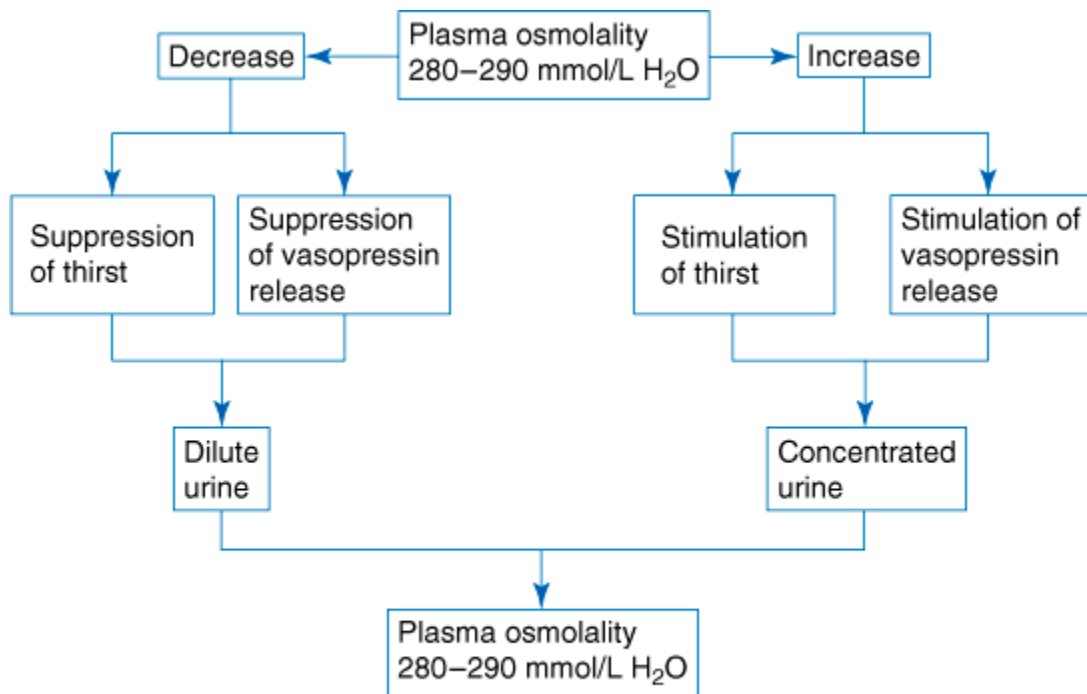 Decrease
Plasma osmolality
280–290 mmol/L H₂O
Increase
Suppression
of thirst
Suppression
of vasopressin
release
Stimulation
of thirst
Stimulation of
vasopressin
release
Dilute
urine
Concentrated
urine
Plasma osmolality
280–290 mmol/L H₂O